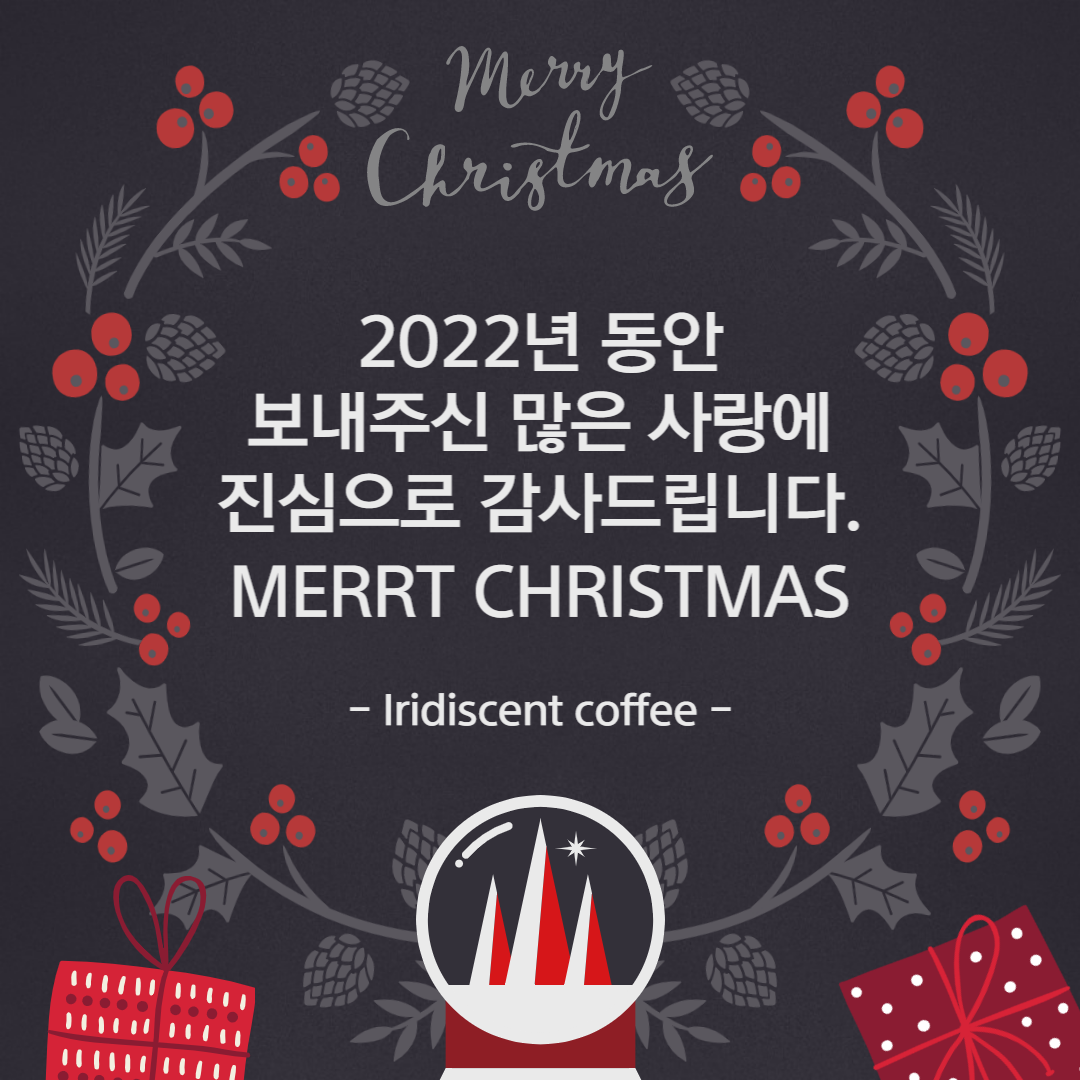 Merry
Christmas
2022년 동안
보내주신 많은 사랑에
진심으로 감사드립니다.
MERRT CHRISTMAS
- Iridiscent coffee -